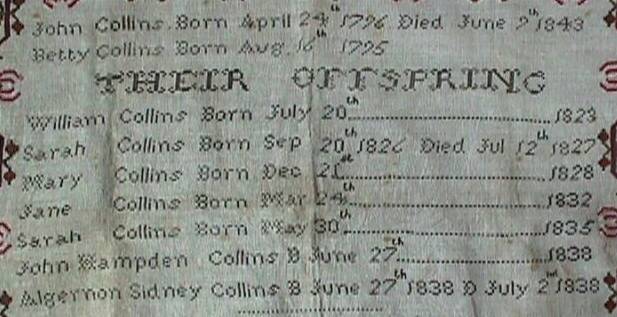 John Collins Born April 24th 1796 Died June 9th 1843
Betty Collins Born Aug. 16th 1795
THEIR OFFSPRING
William Collins Born July 20th 1823
Sarah Collins Born Sep 20th 1826 Died Jul 12th 1827
Mary Collins Born Dec 21st 1828
Jane Collins Born Mar 24th 1832
Sarah Collins Born May 30th 1835
John Hampden Collins B June 27th 1838
Algernon Sidney Collins B June 27th 1838 D July 2nd 1838